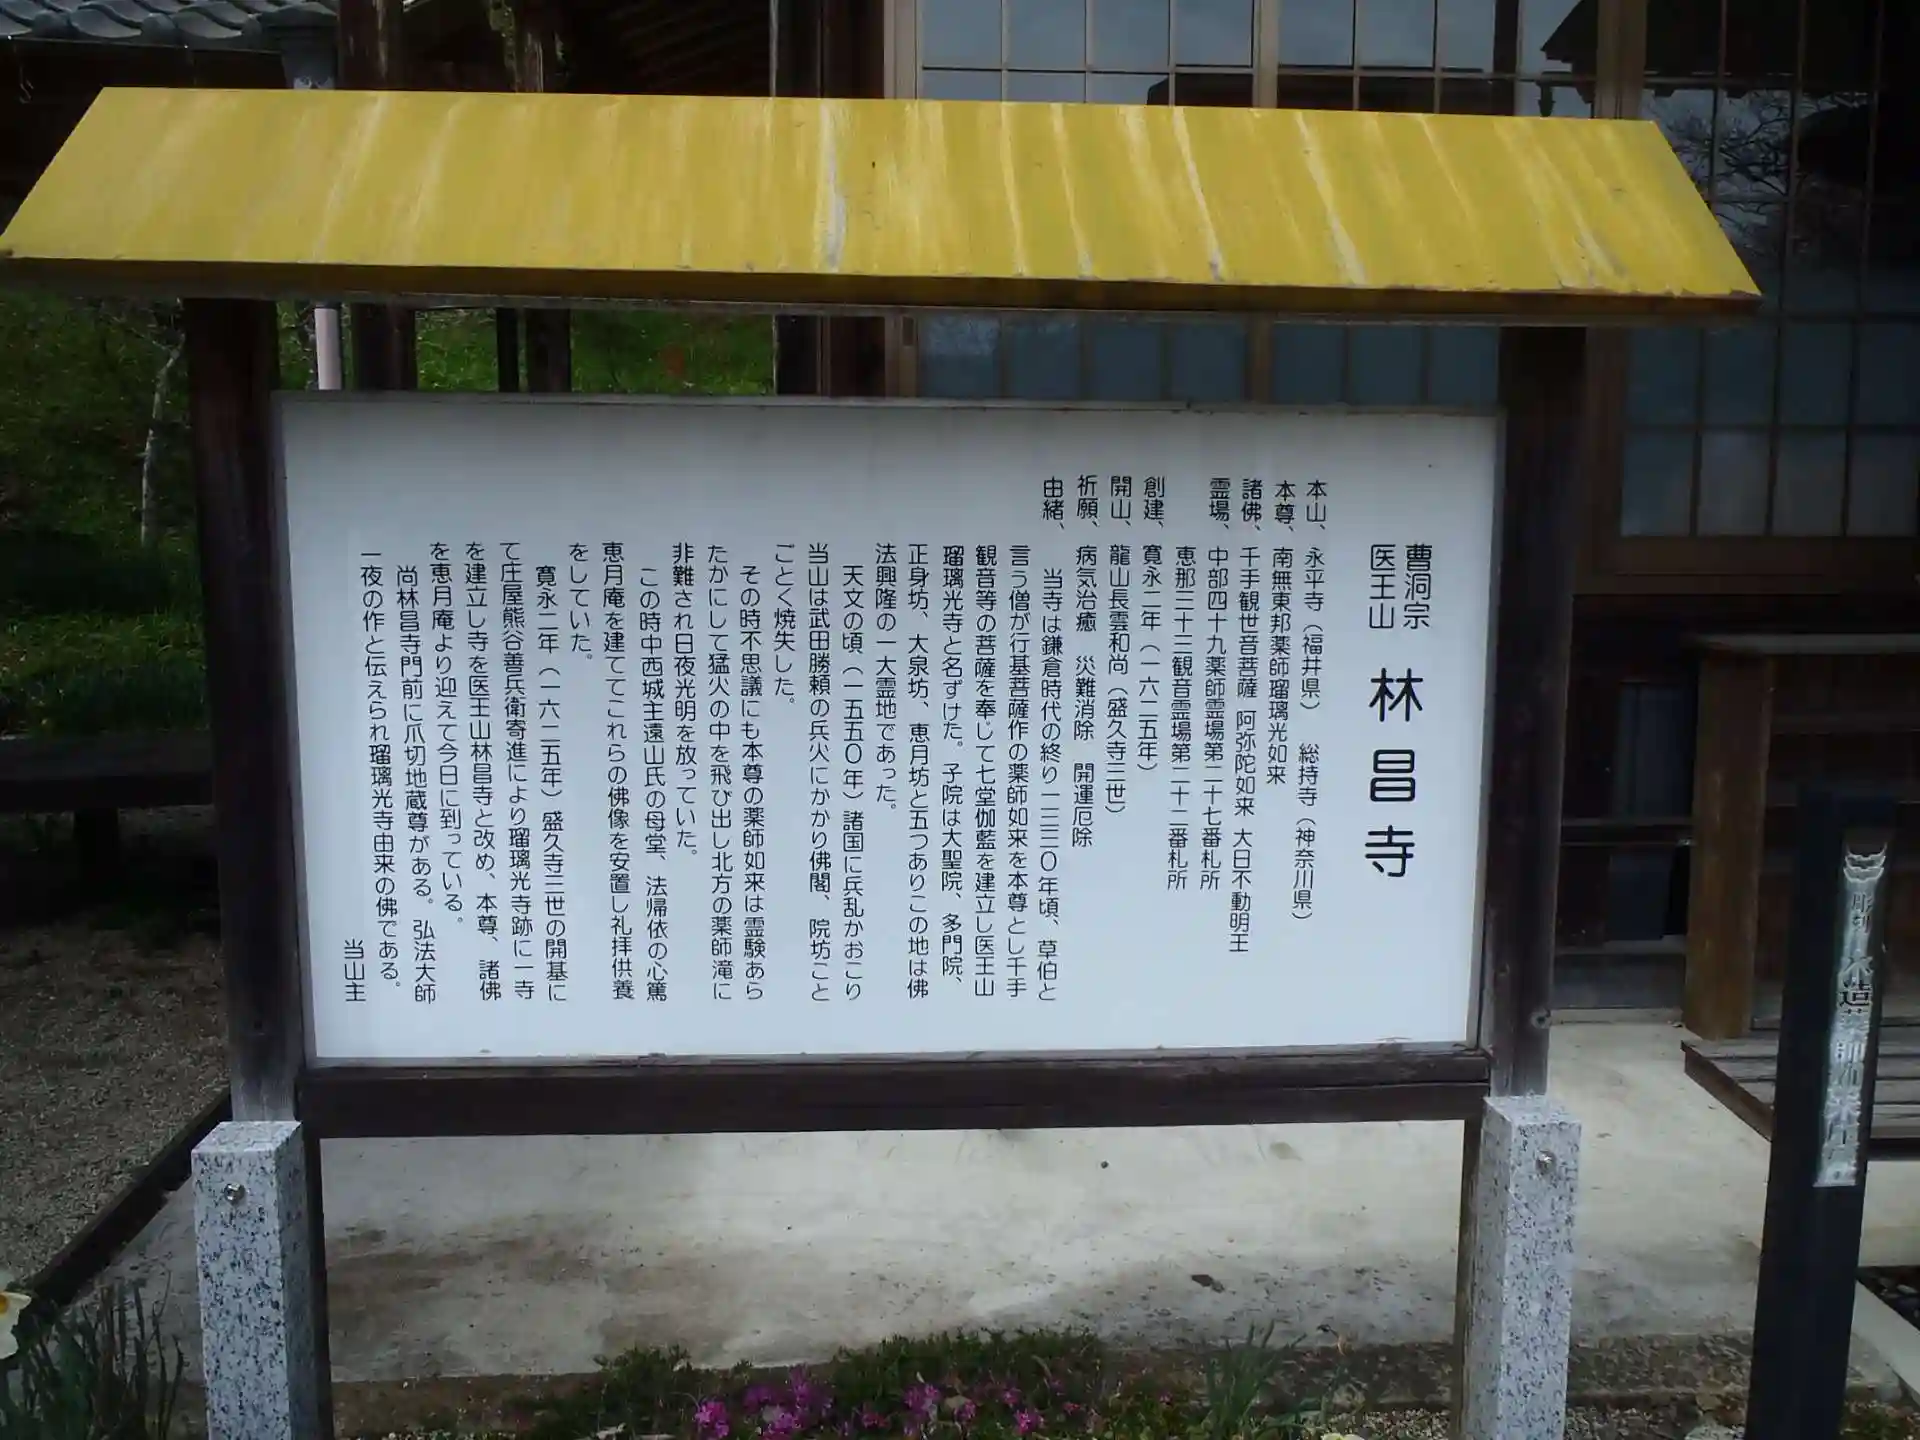 曹洞宗
医王山
林昌寺
本山、永平寺(福井県) 総持寺(神奈川県)
本尊、南無東邦薬師瑠璃光如来
諸佛、千手観世音菩薩 阿弥陀如来 大日不動明王
霊場、中部四十九薬師霊場第二十七番札所
恵那三十三観音霊場第二十二番札所
創建、寛永二年(一六二五年)
開山、龍山長雲和尚(盛久寺三世)
祈願、病気治癒 災難消除 開運厄除
由緒、当寺は鎌倉時代の終り一三三〇年頃、草伯と
言う僧が行基菩薩作の薬師如来を本尊とし千手
観音等の菩薩を奉じて七堂伽藍を建立し医王山
瑠璃光寺と名ずけた。子院は大聖院、多門院、
正身坊、大泉坊、恵月坊と五つありこの地は佛
法興隆の一大霊地であった。
天文の頃(一五五〇年)諸国に兵乱かおこり
当山は武田勝頼の兵火にかかり佛閣、院坊こと
ごとく焼失した。
その時不思議にも本尊の薬師如来は霊験あら
たかにして猛火の中を飛び出し北方の薬師滝に
非難され日夜光明を放っていた。
この時中西城主遠山氏の母堂、法帰依の心篤
恵月庵を建ててこれらの佛像を安置し礼拝供養
をしていた。
寛永二年(一六二五年)盛久寺三世の開基に
て庄屋熊谷善兵衛寄進により瑠璃光寺跡に一寺
を建立し寺を医王山林昌寺と改め、本尊、諸佛
を恵月庵より迎えて今日に到っている。
尚林昌寺門前に爪切地蔵尊がある。弘法大師
一夜の作と伝えられ瑠璃光寺由来の佛である。
当山主
彫刻 木造薬師如来